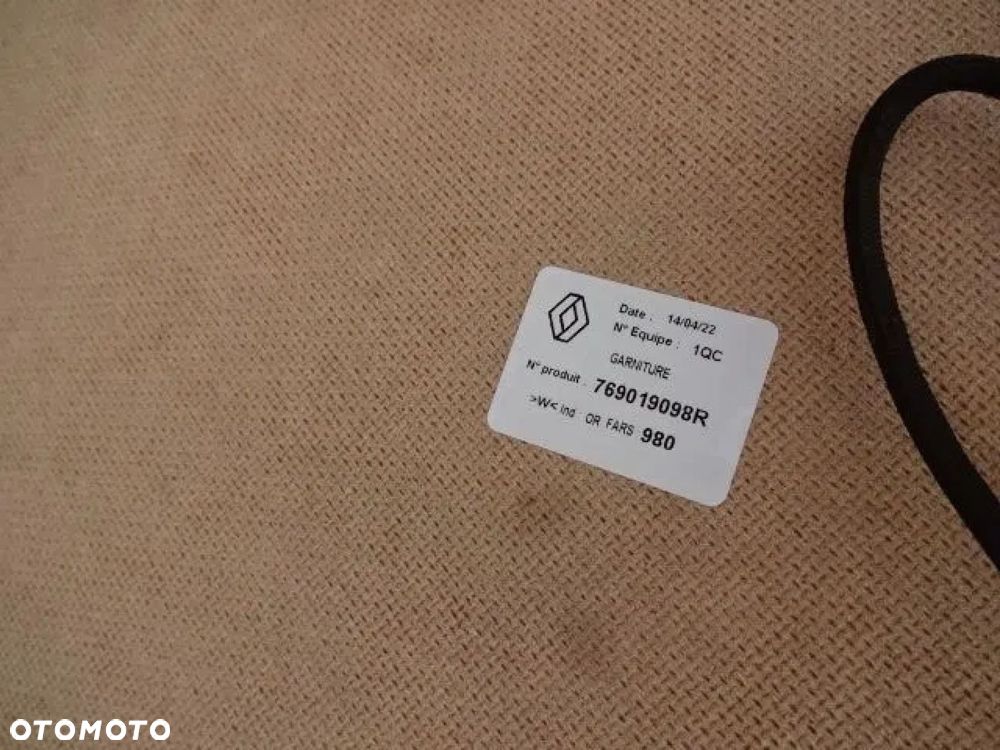 Date : 14/04/22
N° Equipe : 1QC
GARNITURE
N° produit : 769019098R
>W< Ind OR FARS 980
OTOMOTO